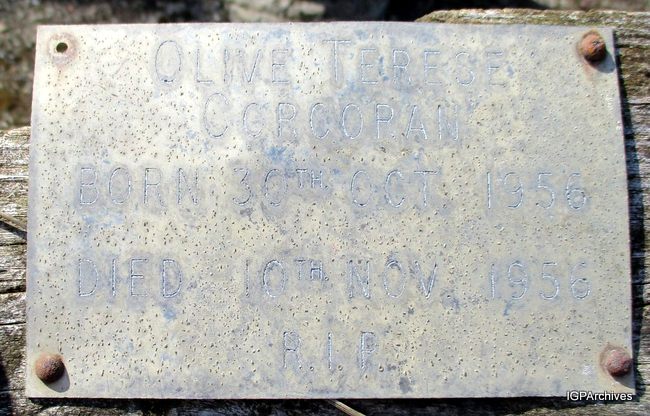 OLIVE TERESE
CORCORAN
BORN 30TH. OCT. 1956
DIED 10TH. NOV. 1956
R.I.P.
IGPArchives